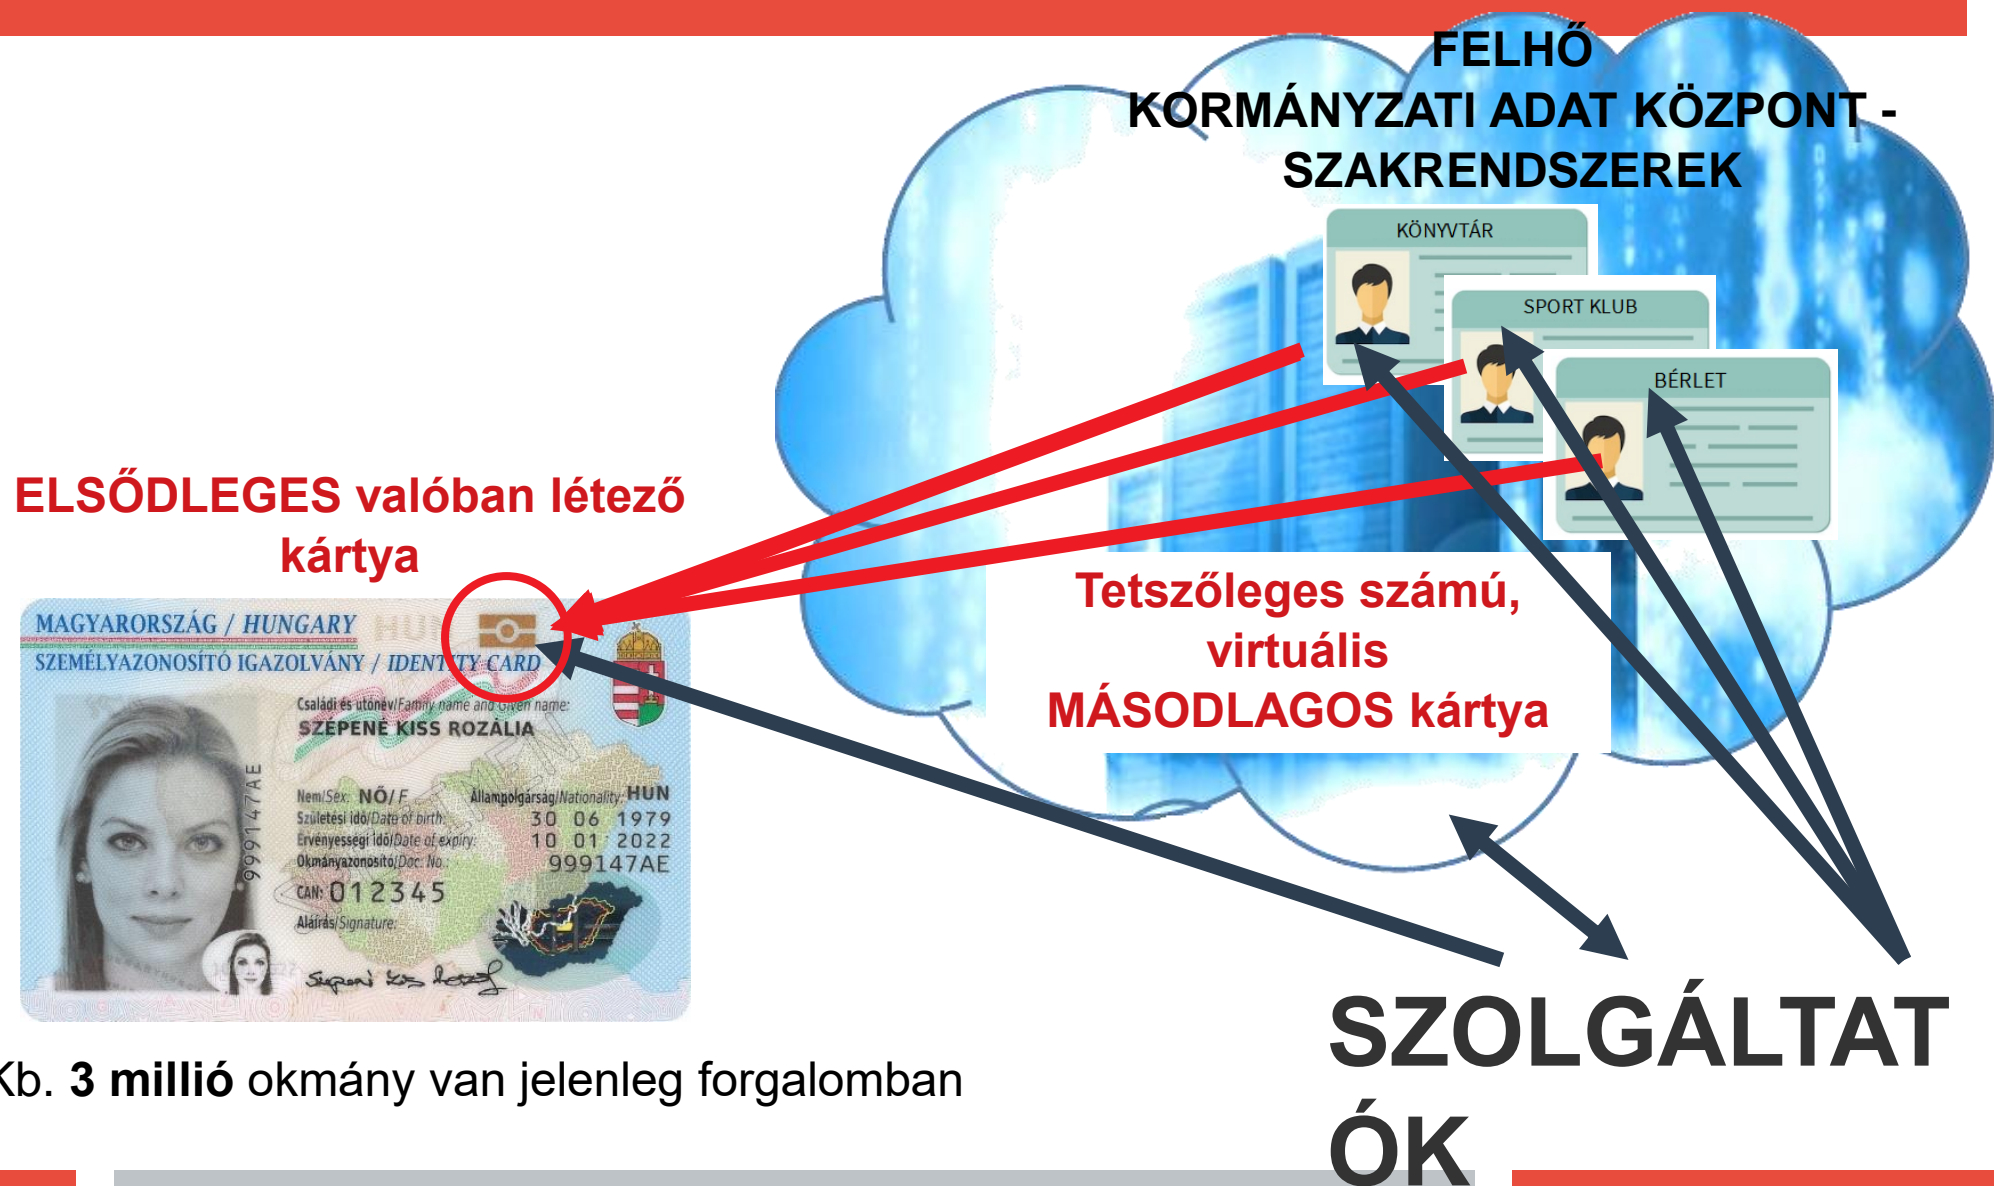 FELHŐ
KORMÁNYZATI ADAT KÖZPONT -
SZAKRENDSZEREK
KÖNYVTÁR
SPORT KLUB
BÉRLET
ELSŐDLEGES valóban létező
kártya
Tetszőleges számú,
virtuális
MÁSODLAGOS kártya
MAGYARORSZÁG / HUNGARY
SZEMÉLYAZONOSÍTÓ IGAZOLVÁNY / IDENTITY CARD
Családi és utónév/Family name and Given name:
SZÉPENÉ KISS ROZÁLIA
Nem/Sex: NŐ/F Állampolgárság/Nationality: HUN
Születési idő/Date of birth: 30 06 1979
Érvényességi idő/Date of expiry: 10 01 2022
Okmányazonosító/Doc. No.: 999147AE
CAN: 012345
Aláírás/Signature:
999147AE
Kb. 3 millió okmány van jelenleg forgalomban
SZOLGÁLTAT
ÓK